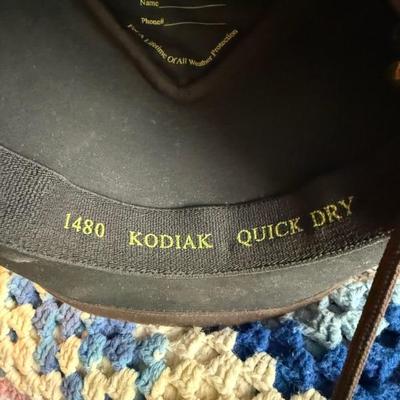 Name
Phone#
For A Lifetime Of All Weather Protection
1480 KODIAK QUICK DRY